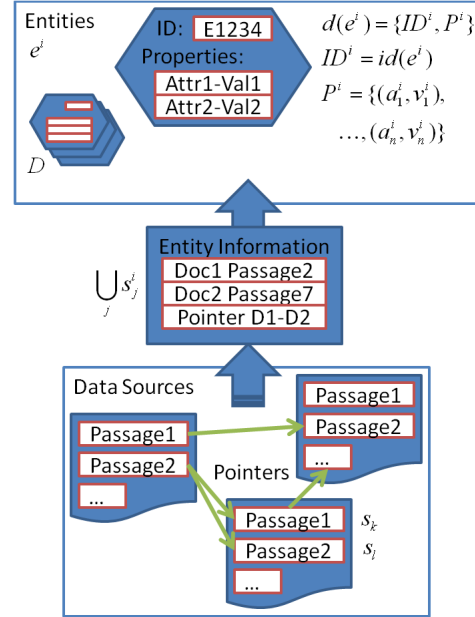 Entities
e^i
ID: E1234
Properties:
Attr1-Val1
Attr2-Val2
D
d(e^i) = {ID^i, P^i}
ID^i = id(e^i)
P^i = {(a_1^i, v_1^i),
..., (a_n^i, v_n^i)}
Entity Information
Doc1 Passage2
Doc2 Passage7
Pointer D1-D2
⋃_j s_j^i
Data Sources
Passage1
Passage2
...
Passage1
Passage2
...
Pointers
Passage1 s_k
Passage2 s_l
...